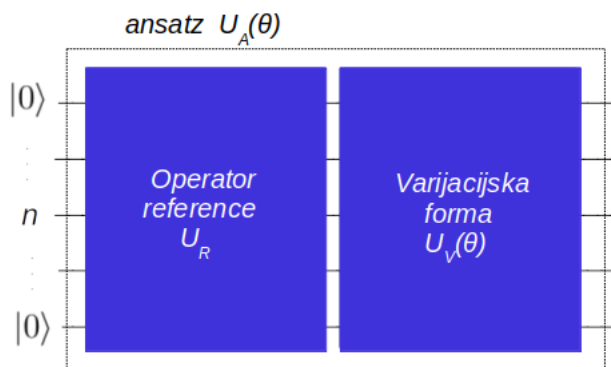 ansatz U_A(θ)
|0⟩
Operator
reference
U_R
Varijacijska
forma
U_V(θ)
n
|0⟩